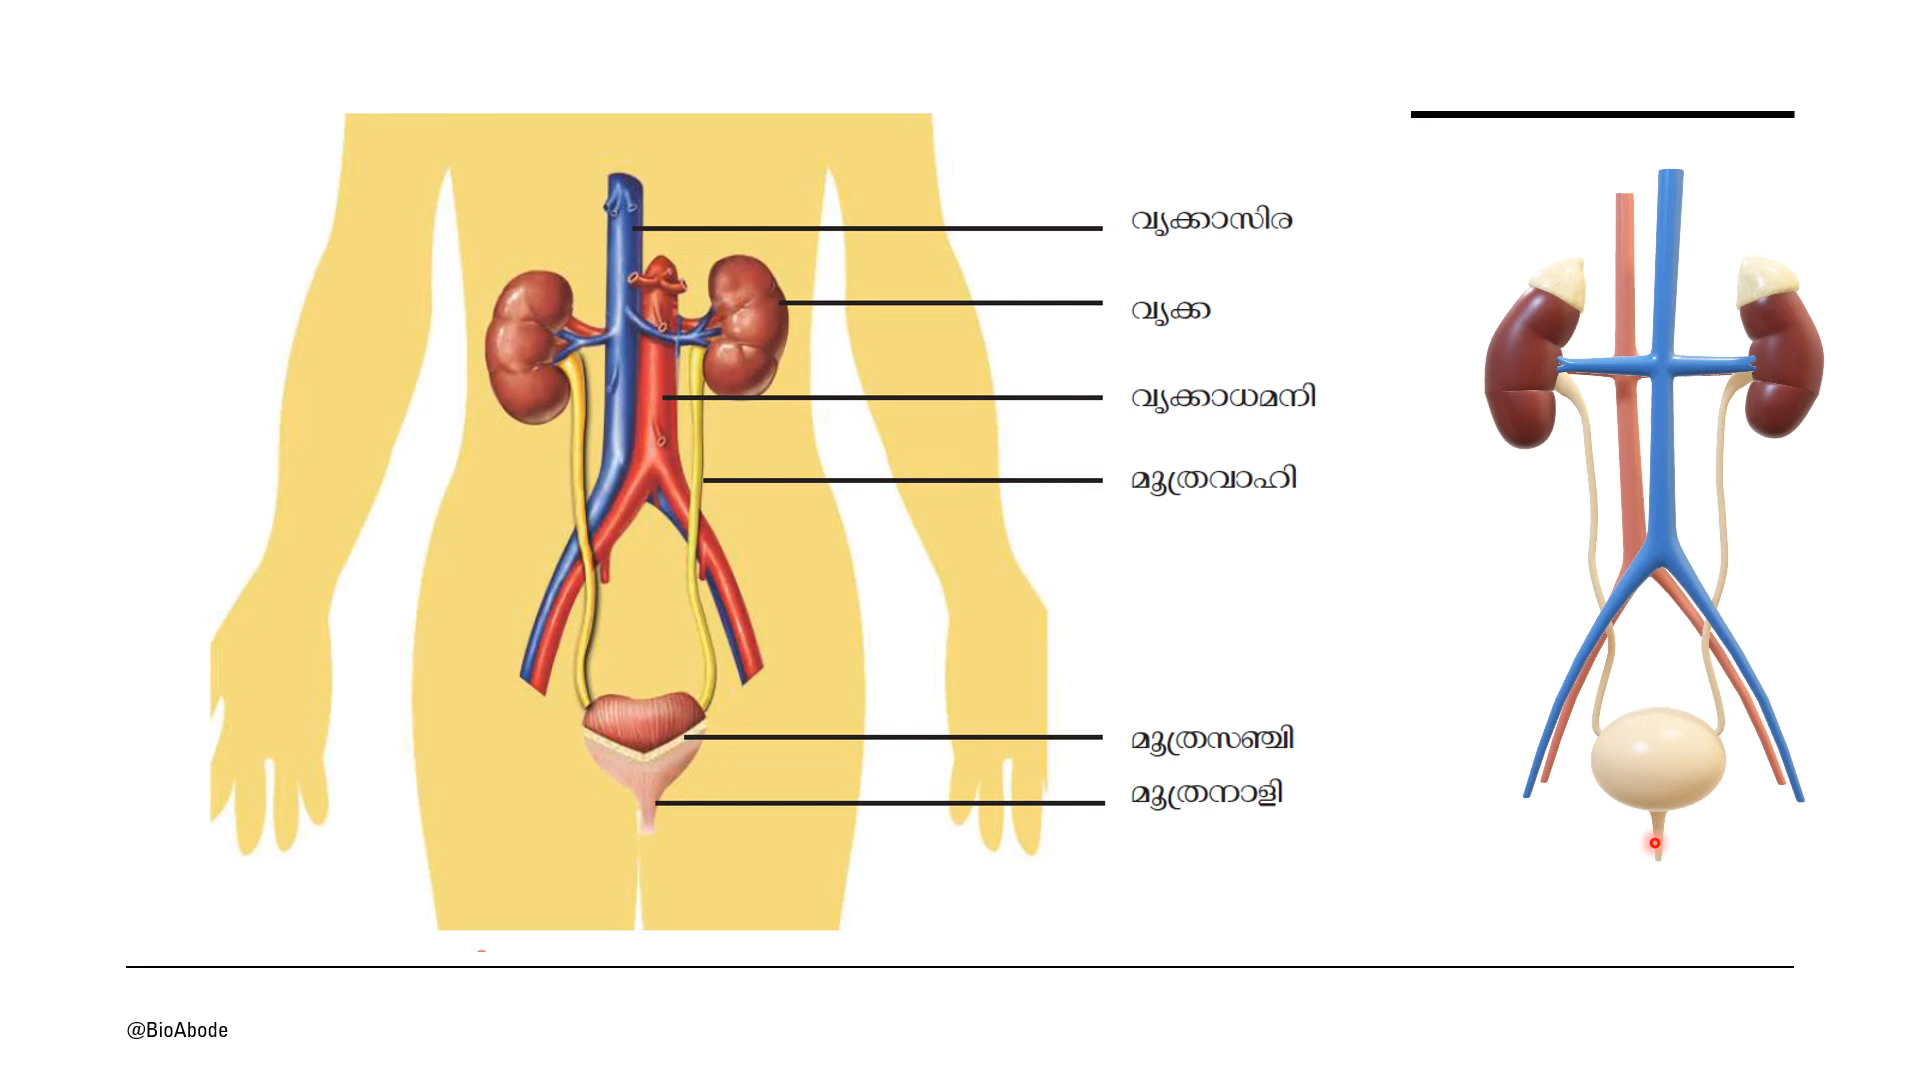 വൃക്കാസിര
വൃക്ക
വൃക്കാധമനി
മൂത്രവാഹി
മൂത്രസഞ്ചി
മൂത്രനാളി
@BioAbode